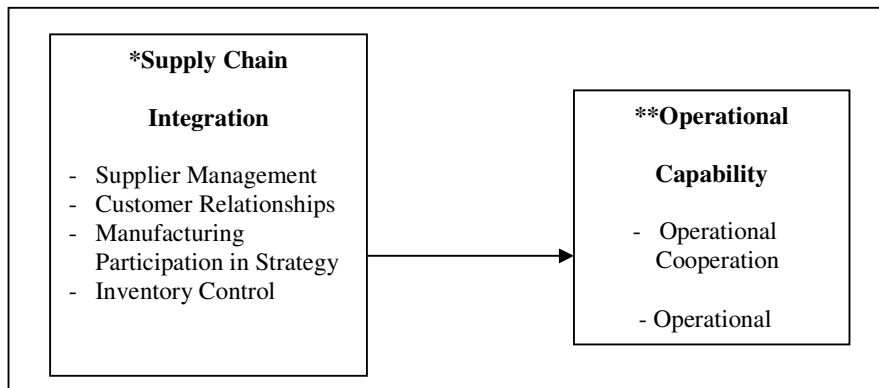 *Supply Chain
Integration
- Supplier Management
- Customer Relationships
- Manufacturing
Participation in Strategy
- Inventory Control
**Operational
Capability
- Operational
Cooperation
- Operational